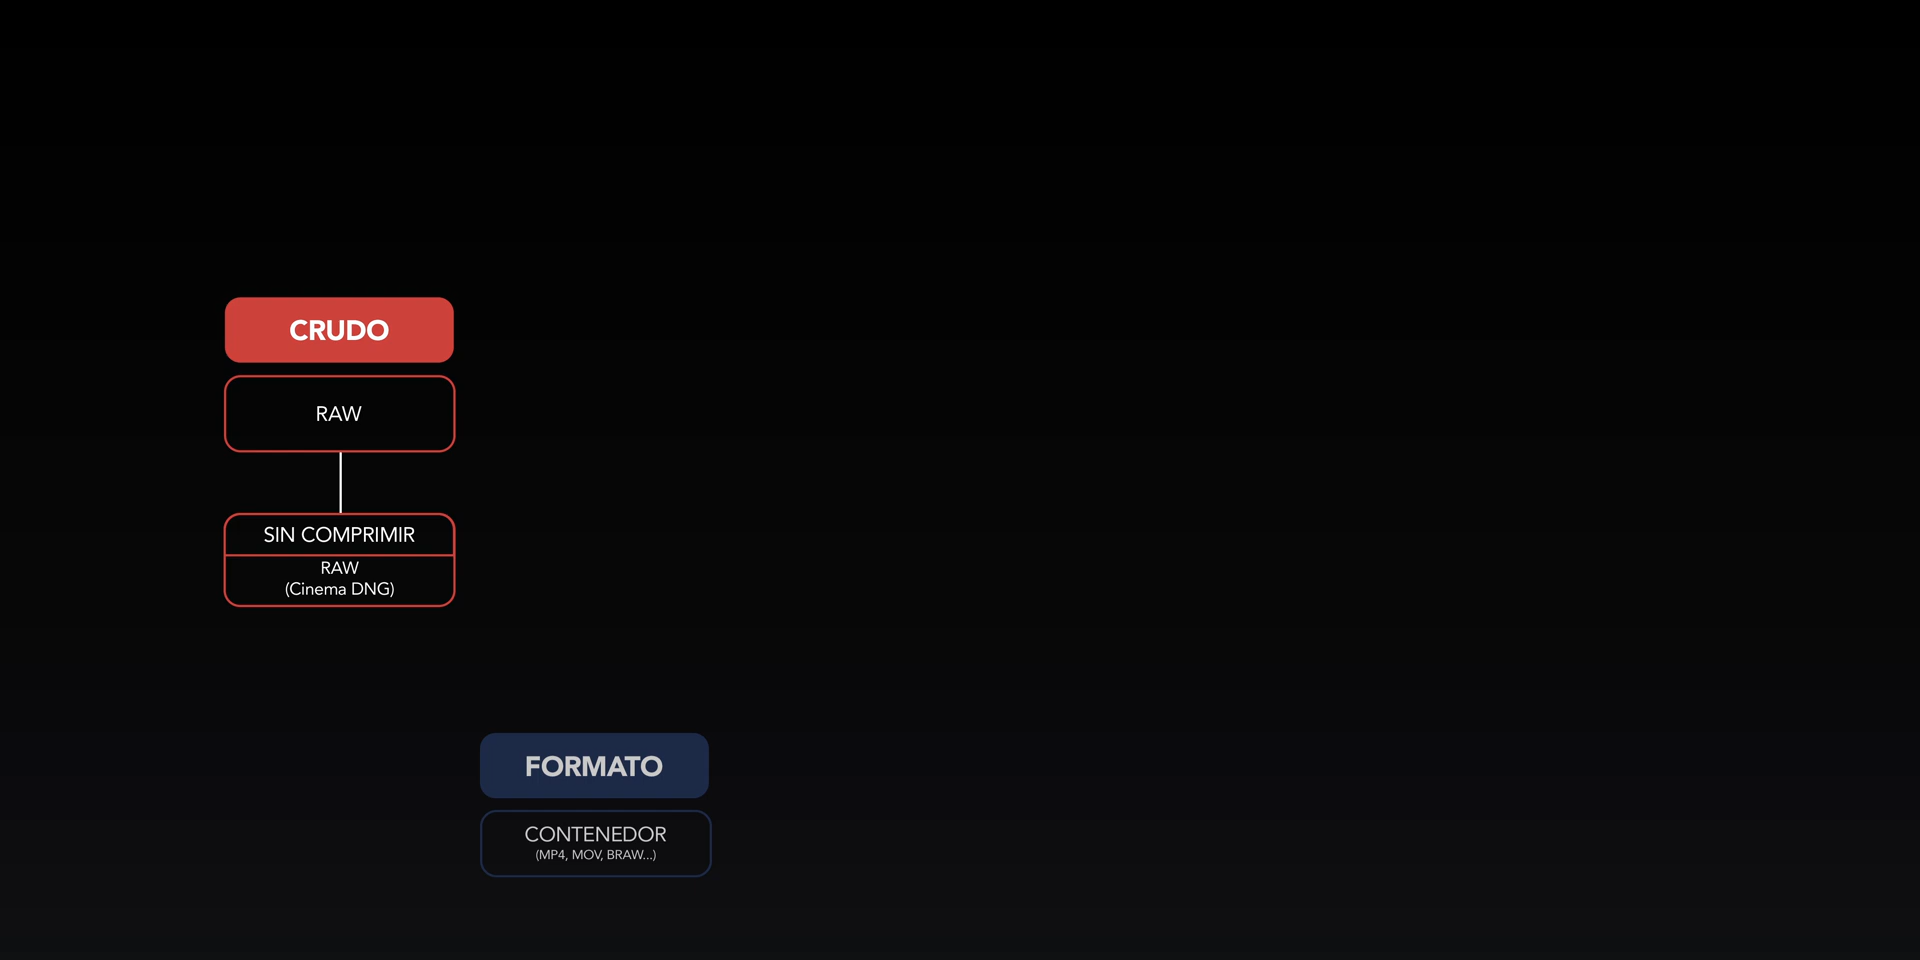 CRUDO
RAW
SIN COMPRIMIR
RAW
(Cinema DNG)
FORMATO
CONTENEDOR
(MP4, MOV, BRAW...)